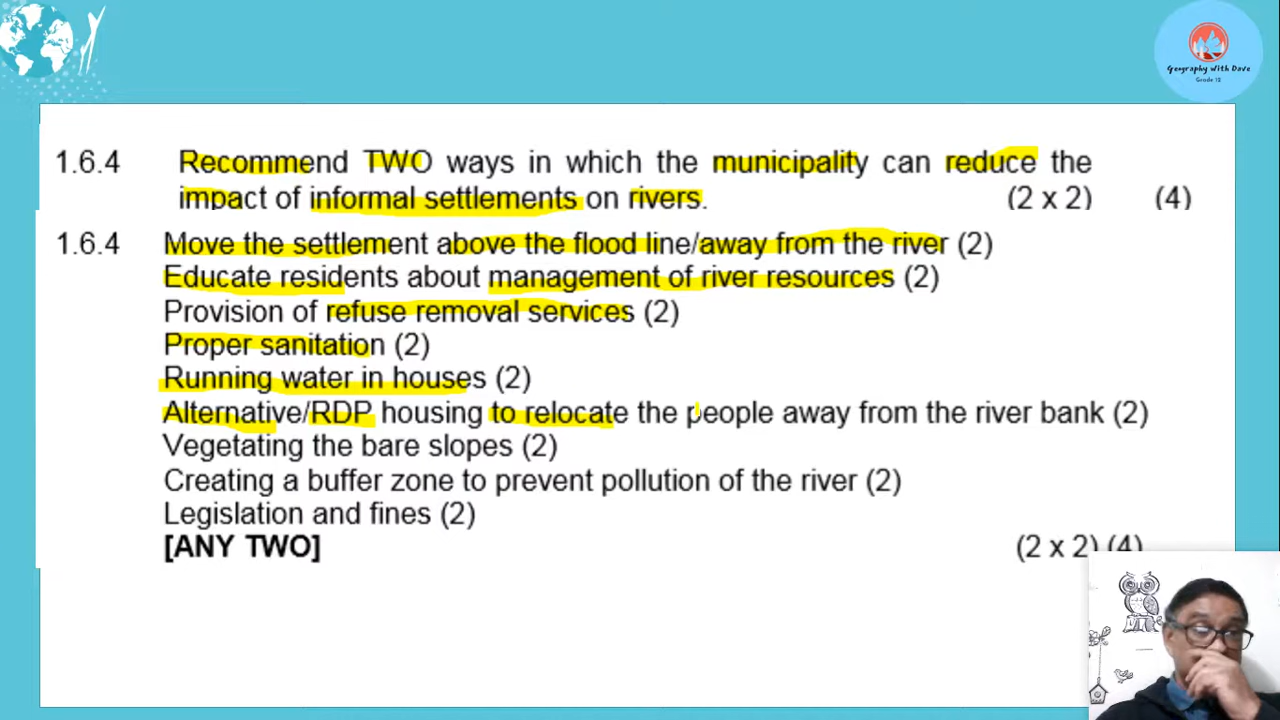 Geography With Dave
Grade 12
1.6.4 Recommend TWO ways in which the municipality can reduce the
impact of informal settlements on rivers. (2 x 2) (4)
1.6.4 Move the settlement above the flood line/away from the river (2)
Educate residents about management of river resources (2)
Provision of refuse removal services (2)
Proper sanitation (2)
Running water in houses (2)
Alternative/RDP housing to relocate the people away from the river bank (2)
Vegetating the bare slopes (2)
Creating a buffer zone to prevent pollution of the river (2)
Legislation and fines (2)
[ANY TWO] (2 x 2) (4)